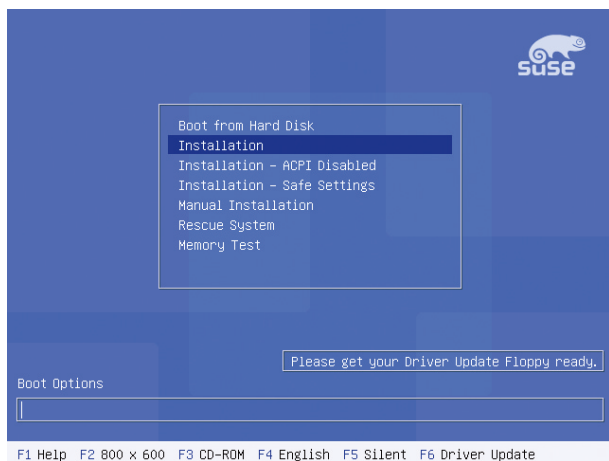 suse
Boot from Hard Disk
Installation
Installation – ACPI Disabled
Installation – Safe Settings
Manual Installation
Rescue System
Memory Test
Please get your Driver Update Floppy ready.
Boot Options
F1 Help F2 800 x 600 F3 CD-ROM F4 English F5 Silent F6 Driver Update